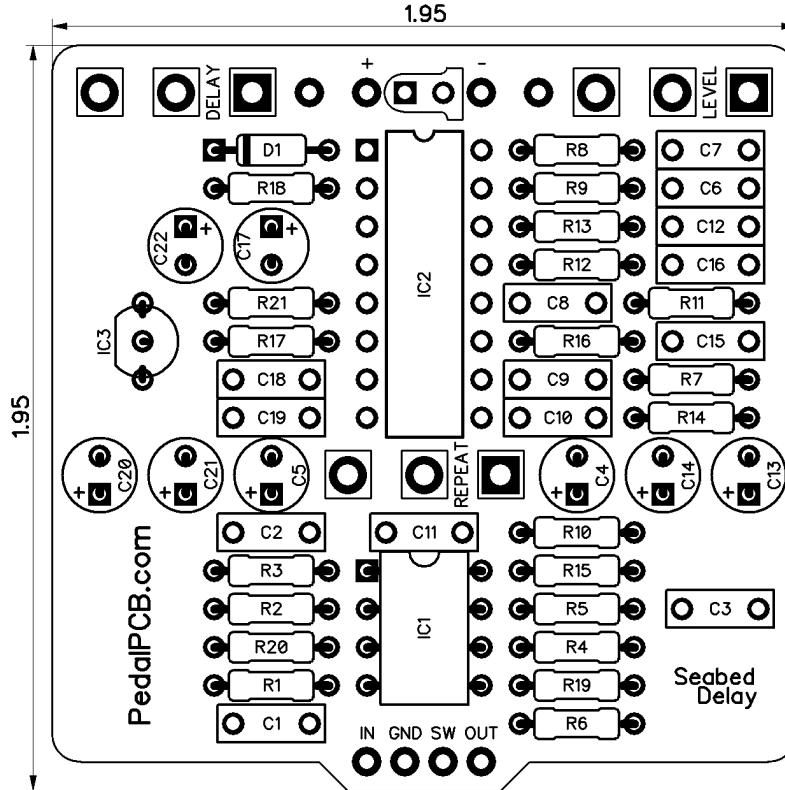 1.95
+ -
DELAY
LEVEL
D1 R8 C7
R18 R9 C6
C22 + C17 + R13 C12
IC2 R12 C16
R21 C8 R11
IC3 R17 R16 C15
C18 C9 R7
C19 C10 R14
1.95
C20 C21 C5 REPEAT C4 C14 C13
+ + + + + +
C2 C11 R10
R3 R15
R2 IC1 R5 C3
R20 R4
R1 R19
C1 R6
PedalPCB.com
Seabed
Delay
IN GND SW OUT